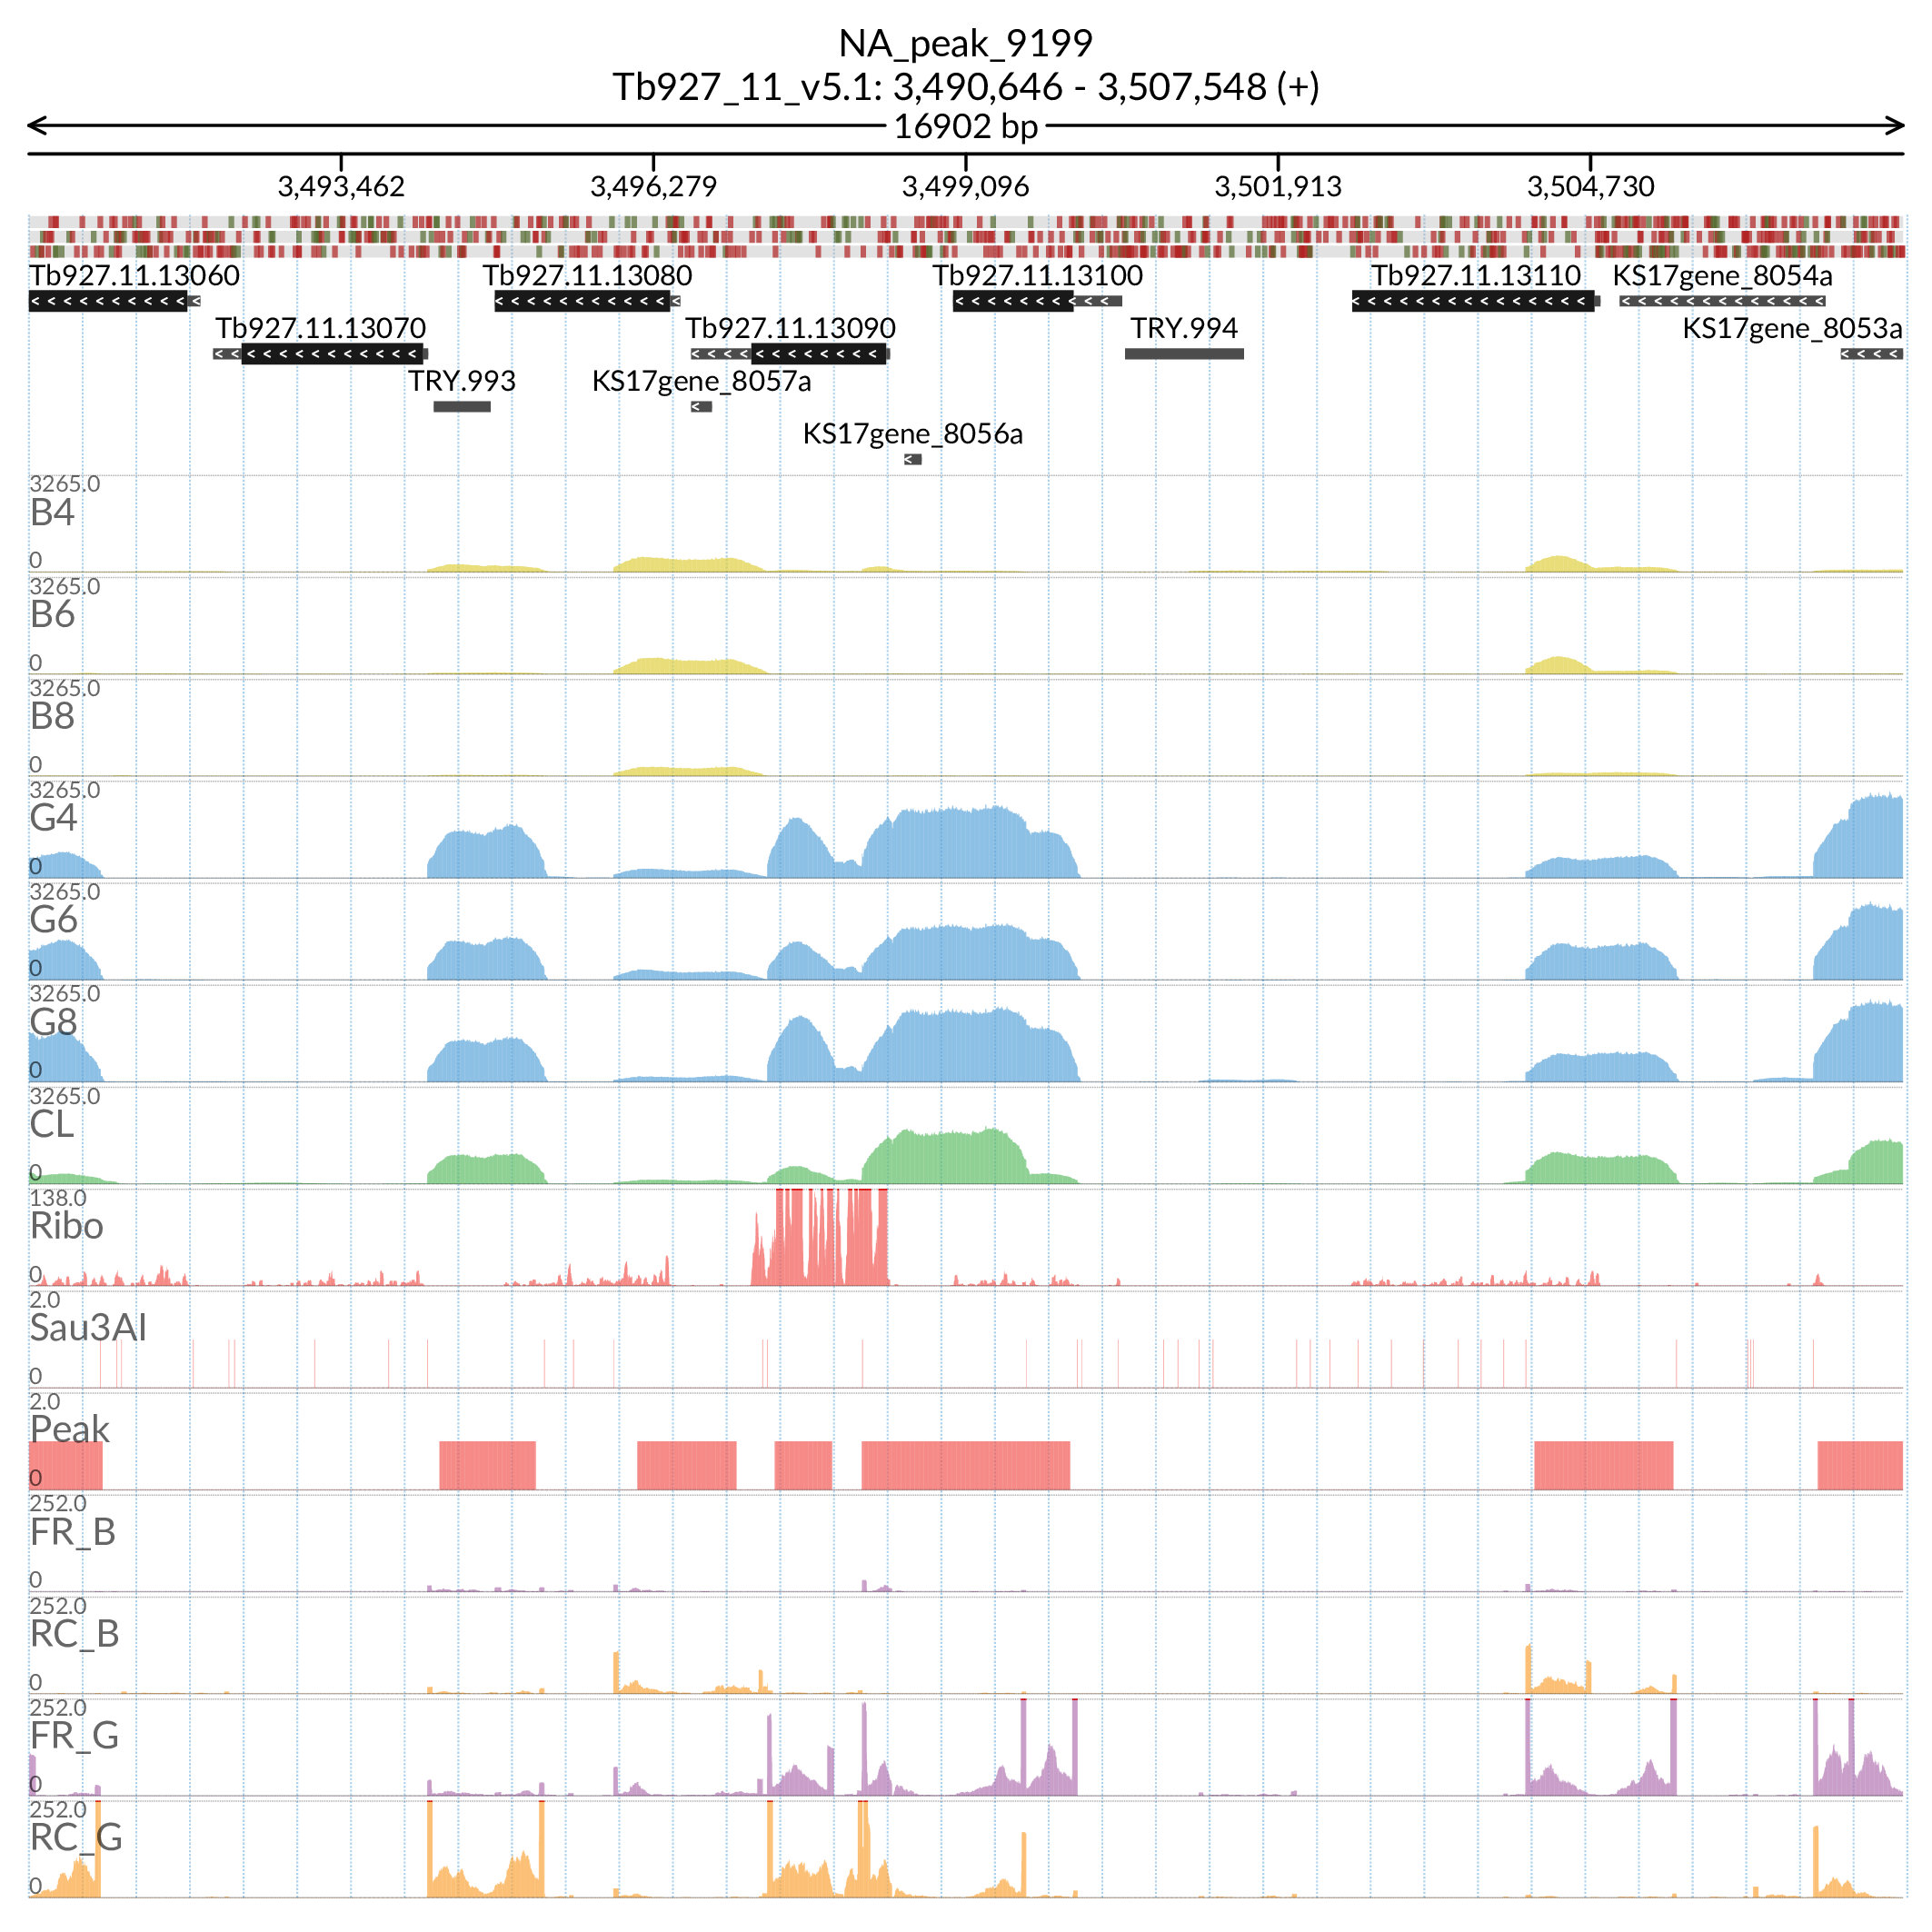 NA_peak_9199
Tb927_11_v5.1: 3,490,646 - 3,507,548 (+)
16902 bp
3,493,462 3,496,279 3,499,096 3,501,913 3,504,730
Tb927.11.13060 Tb927.11.13080 Tb927.11.13100 Tb927.11.13110 KS17gene_8054a
Tb927.11.13070 Tb927.11.13090 TRY.994 KS17gene_8053a
TRY.993 KS17gene_8057a
KS17gene_8056a
3265.0
B4
0
3265.0
B6
0
3265.0
B8
0
3265.0
G4
0
3265.0
G6
0
3265.0
G8
0
3265.0
CL
0
138.0
Ribo
0
2.0
Sau3AI
0
2.0
Peak
0
252.0
FR_B
0
252.0
RC_B
0
252.0
FR_G
0
252.0
RC_G
0